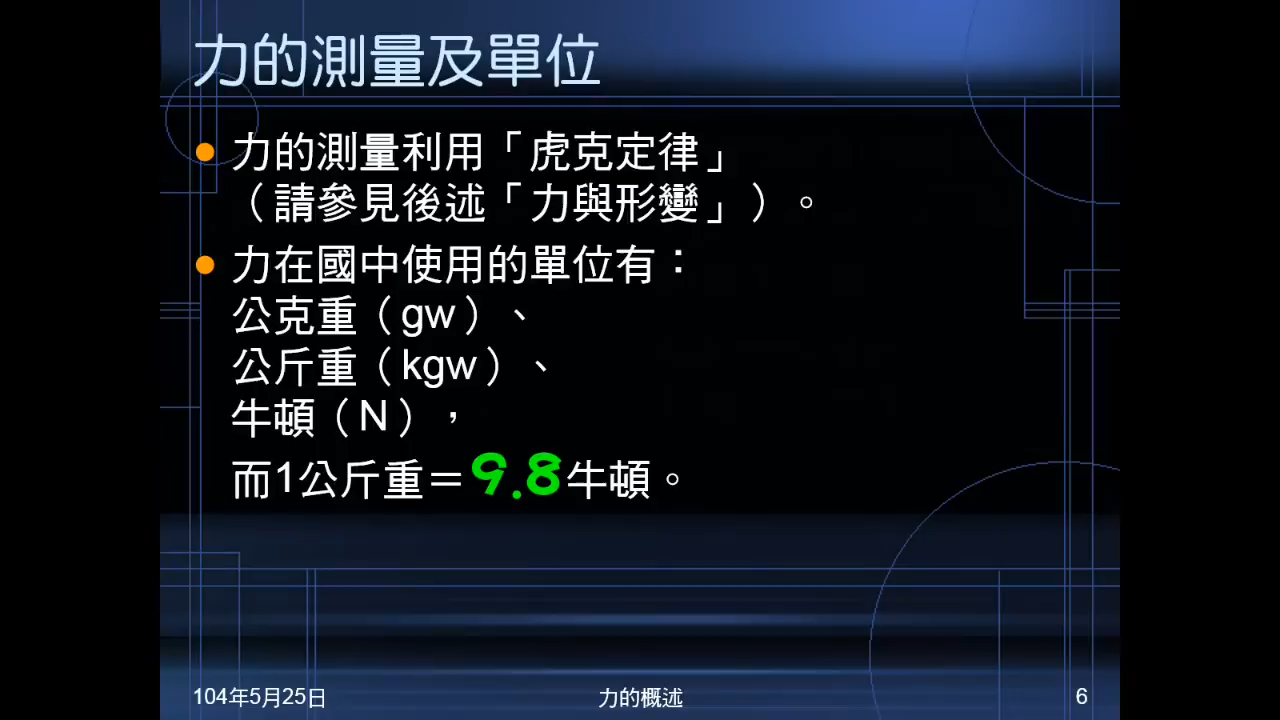 力的測量及單位
力的測量利用「虎克定律」
（請參見後述「力與形變」）。
力在國中使用的單位有：
公克重（gw）、
公斤重（kgw）、
牛頓（N），
而1公斤重＝9.8牛頓。
104年5月25日
力的概述
6